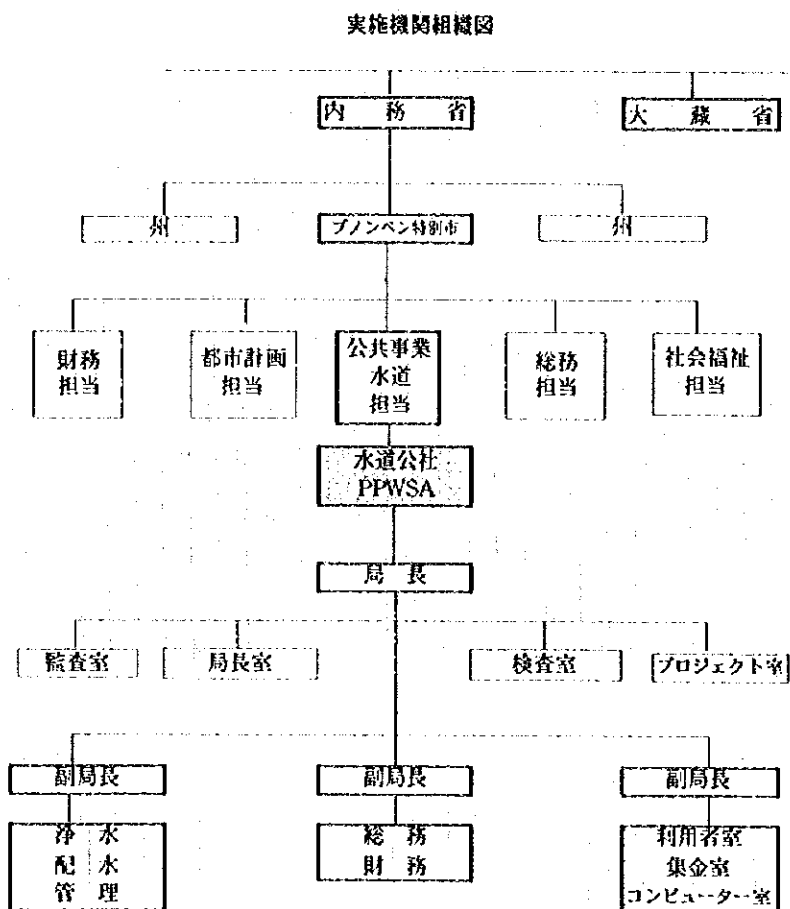 実施機関組織図
内務省
大蔵省
州
プノンペン特別市
州
財務
担当
都市計画
担当
公共事業
水道
担当
総務
担当
社会福祉
担当
水道公社
PPWSA
局長
監査室
局長室
検査室
プロジェクト室
副局長
副局長
副局長
浄水
配水
管理
総務
財務
利用者室
集金室
コンピューター室